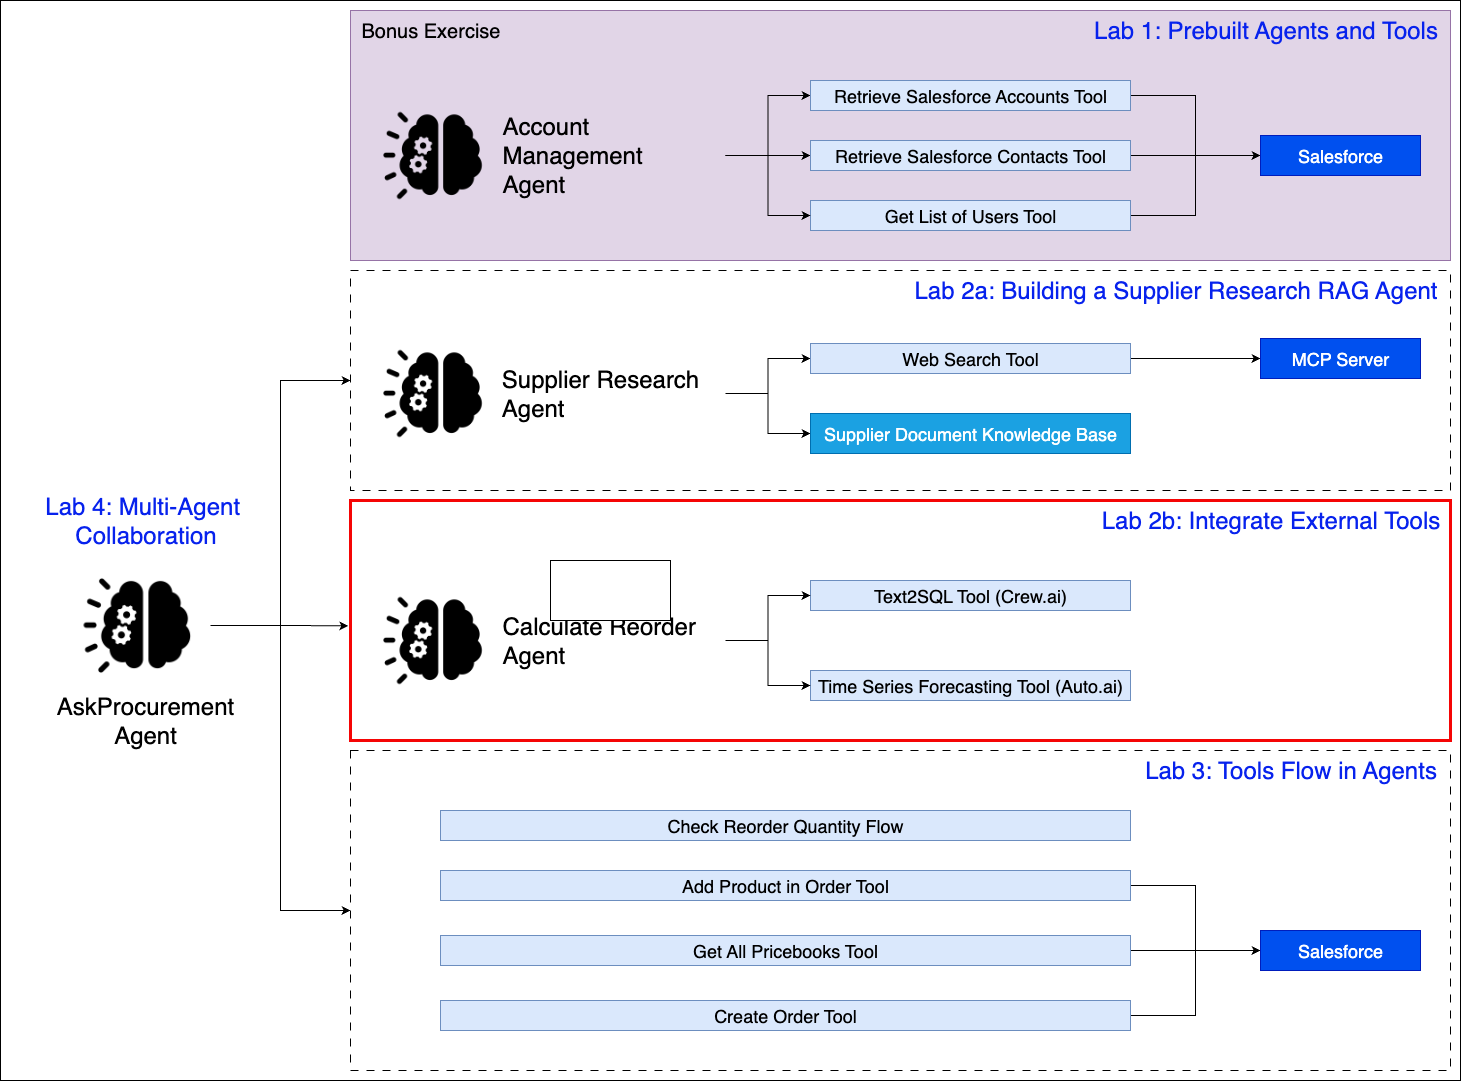 Bonus Exercise
Lab 1: Prebuilt Agents and Tools
Account
Management
Agent
Retrieve Salesforce Accounts Tool
Retrieve Salesforce Contacts Tool
Get List of Users Tool
Salesforce
Lab 2a: Building a Supplier Research RAG Agent
Supplier Research
Agent
Web Search Tool
MCP Server
Supplier Document Knowledge Base
Lab 4: Multi-Agent
Collaboration
AskProcurement
Agent
Lab 2b: Integrate External Tools
Calculate Reorder
Agent
Text2SQL Tool (Crew.ai)
Time Series Forecasting Tool (Auto.ai)
Lab 3: Tools Flow in Agents
Check Reorder Quantity Flow
Add Product in Order Tool
Get All Pricebooks Tool
Create Order Tool
Salesforce